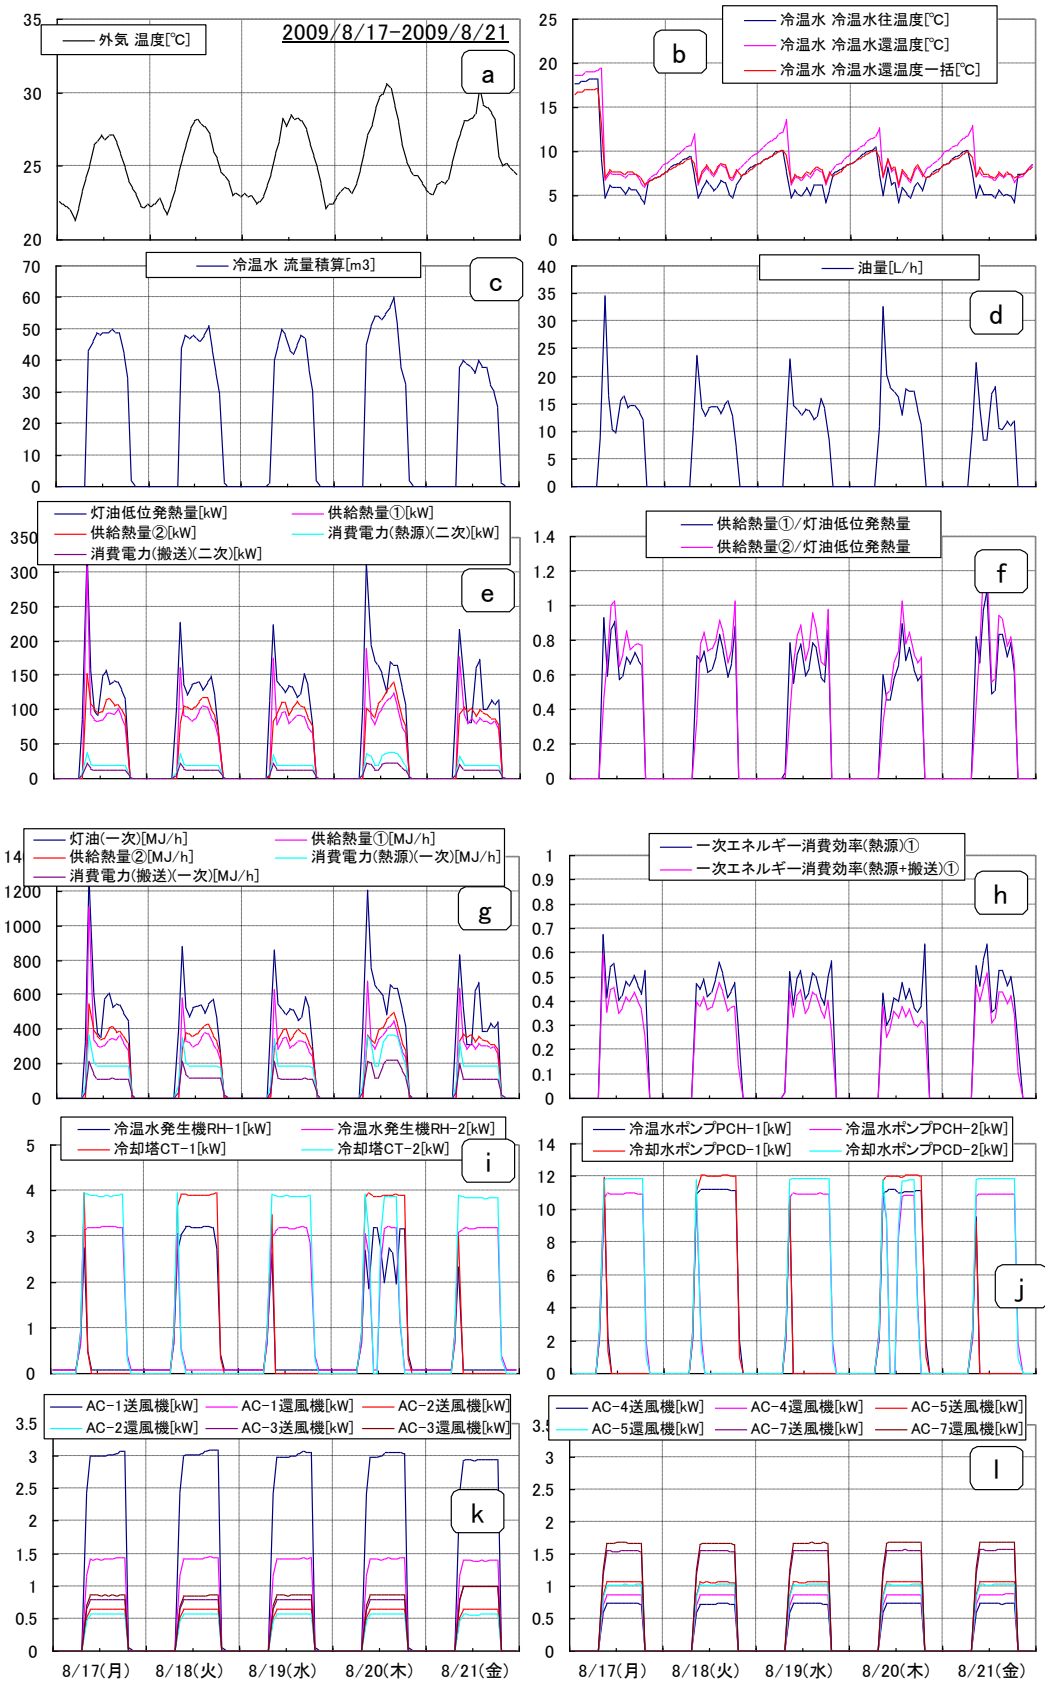 2009/8/17-2009/8/21
外気 温度[℃]
a
35
30
25
20
冷温水 冷温水往温度[℃]
冷温水 冷温水還温度[℃]
冷温水 冷温水還温度一括[℃]
b
25
20
15
10
5
0
冷温水 流量積算[m3]
c
70
60
50
40
30
20
10
0
油量[L/h]
d
40
35
30
25
20
15
10
5
0
灯油低位発熱量[kW]
供給熱量①[kW]
供給熱量②[kW]
消費電力(熱源)(二次)[kW]
消費電力(搬送)(二次)[kW]
e
350
300
250
200
150
100
50
0
供給熱量①/灯油低位発熱量
供給熱量②/灯油低位発熱量
f
1.4
1.2
1
0.8
0.6
0.4
0.2
0
灯油(一次)[MJ/h]
供給熱量①[MJ/h]
供給熱量②[MJ/h]
消費電力(熱源)(一次)[MJ/h]
消費電力(搬送)(一次)[MJ/h]
g
14
1200
1000
800
600
400
200
0
一次エネルギー消費効率(熱源)①
一次エネルギー消費効率(熱源+搬送)①
h
1
0.9
0.8
0.7
0.6
0.5
0.4
0.3
0.2
0.1
0
冷温水発生機RH-1[kW]
冷温水発生機RH-2[kW]
冷却塔CT-1[kW]
冷却塔CT-2[kW]
i
5
4
3
2
1
0
冷温水ポンプPCH-1[kW]
冷温水ポンプPCH-2[kW]
冷却水ポンプPCD-1[kW]
冷却水ポンプPCD-2[kW]
j
14
12
10
8
6
4
2
0
AC-1送風機[kW]
AC-1還風機[kW]
AC-2送風機[kW]
AC-2還風機[kW]
AC-3送風機[kW]
AC-3還風機[kW]
k
3.5
3
2.5
2
1.5
1
0.5
0
8/17(月)
8/18(火)
8/19(水)
8/20(木)
8/21(金)
AC-4送風機[kW]
AC-4還風機[kW]
AC-5送風機[kW]
AC-5還風機[kW]
AC-7送風機[kW]
AC-7還風機[kW]
l
3.5
3
2.5
2
1.5
1
0.5
0
8/17(月)
8/18(火)
8/19(水)
8/20(木)
8/21(金)